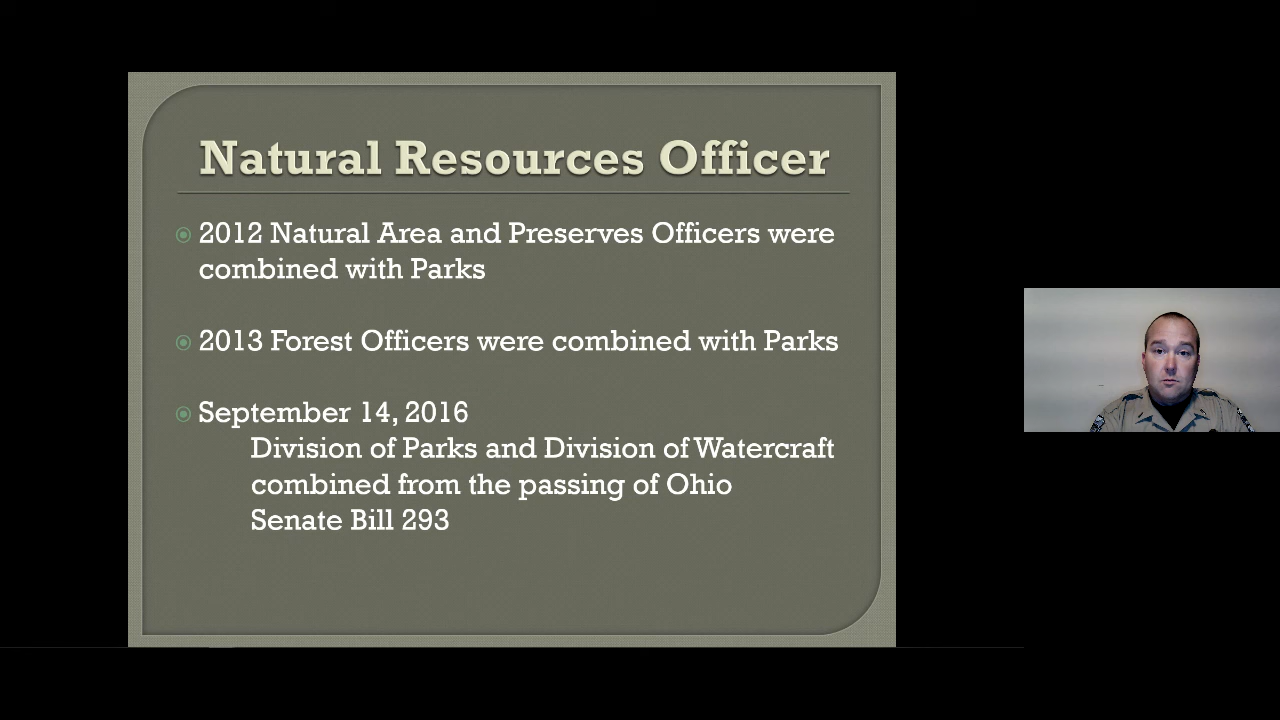 Natural Resources Officer
2012 Natural Area and Preserves Officers were
combined with Parks
2013 Forest Officers were combined with Parks
September 14, 2016
Division of Parks and Division of Watercraft
combined from the passing of Ohio
Senate Bill 293